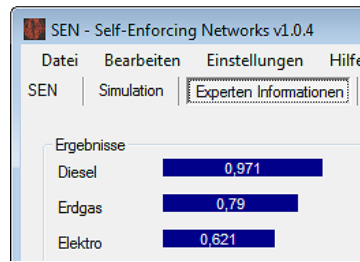 SEN - Self-Enforcing Networks v1.0.4
Datei Bearbeiten Einstellungen Hilfe
SEN Simulation Experten Informationen
Ergebnisse
Diesel 0,971
Erdgas 0,79
Elektro 0,621